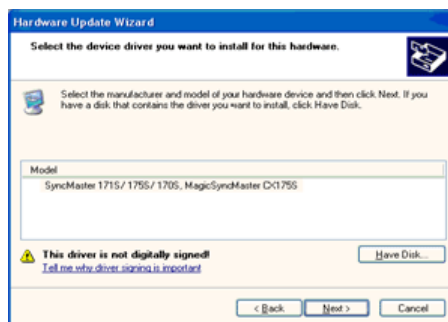 Hardware Update Wizard
Select the device driver you want to install for this hardware.
Select the manufacturer and model of your hardware device and then click Next. If you
have a disk that contains the driver you want to install, click Have Disk.
Model
SyncMaster 171S/ 175S/ 170S, MagicSyncMaster CX175S
This driver is not digitally signed!
Have Disk...
Tell me why driver signing is important
< Back
Next >
Cancel